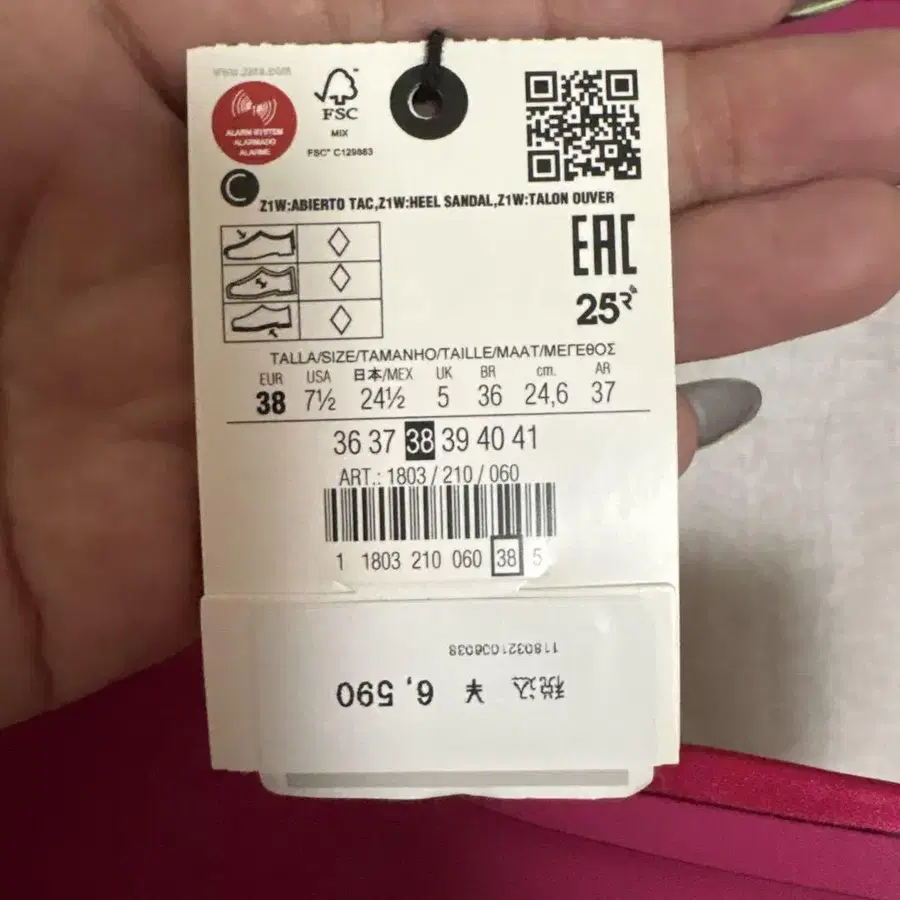 www.zara.com
ALARM SYSTEM
ALARMADO
ALARME
FSC
MIX
FSC® C129883
C
Z1W:ABIERTO TAC,Z1W:HEEL SANDAL,Z1W:TALON OUVER
EAC
25R
TALLA/SIZE/TAMANHO/TAILLE/MAAT/ΜΕΓΕΘΟΣ
EUR USA 日本/MEX UK BR cm. AR
38 7½ 24½ 5 36 24,6 37
36 37 38 39 40 41
ART.: 1803 / 210 / 060
1 1803 210 060 38 5
税込 ¥ 6,590
1180321006038